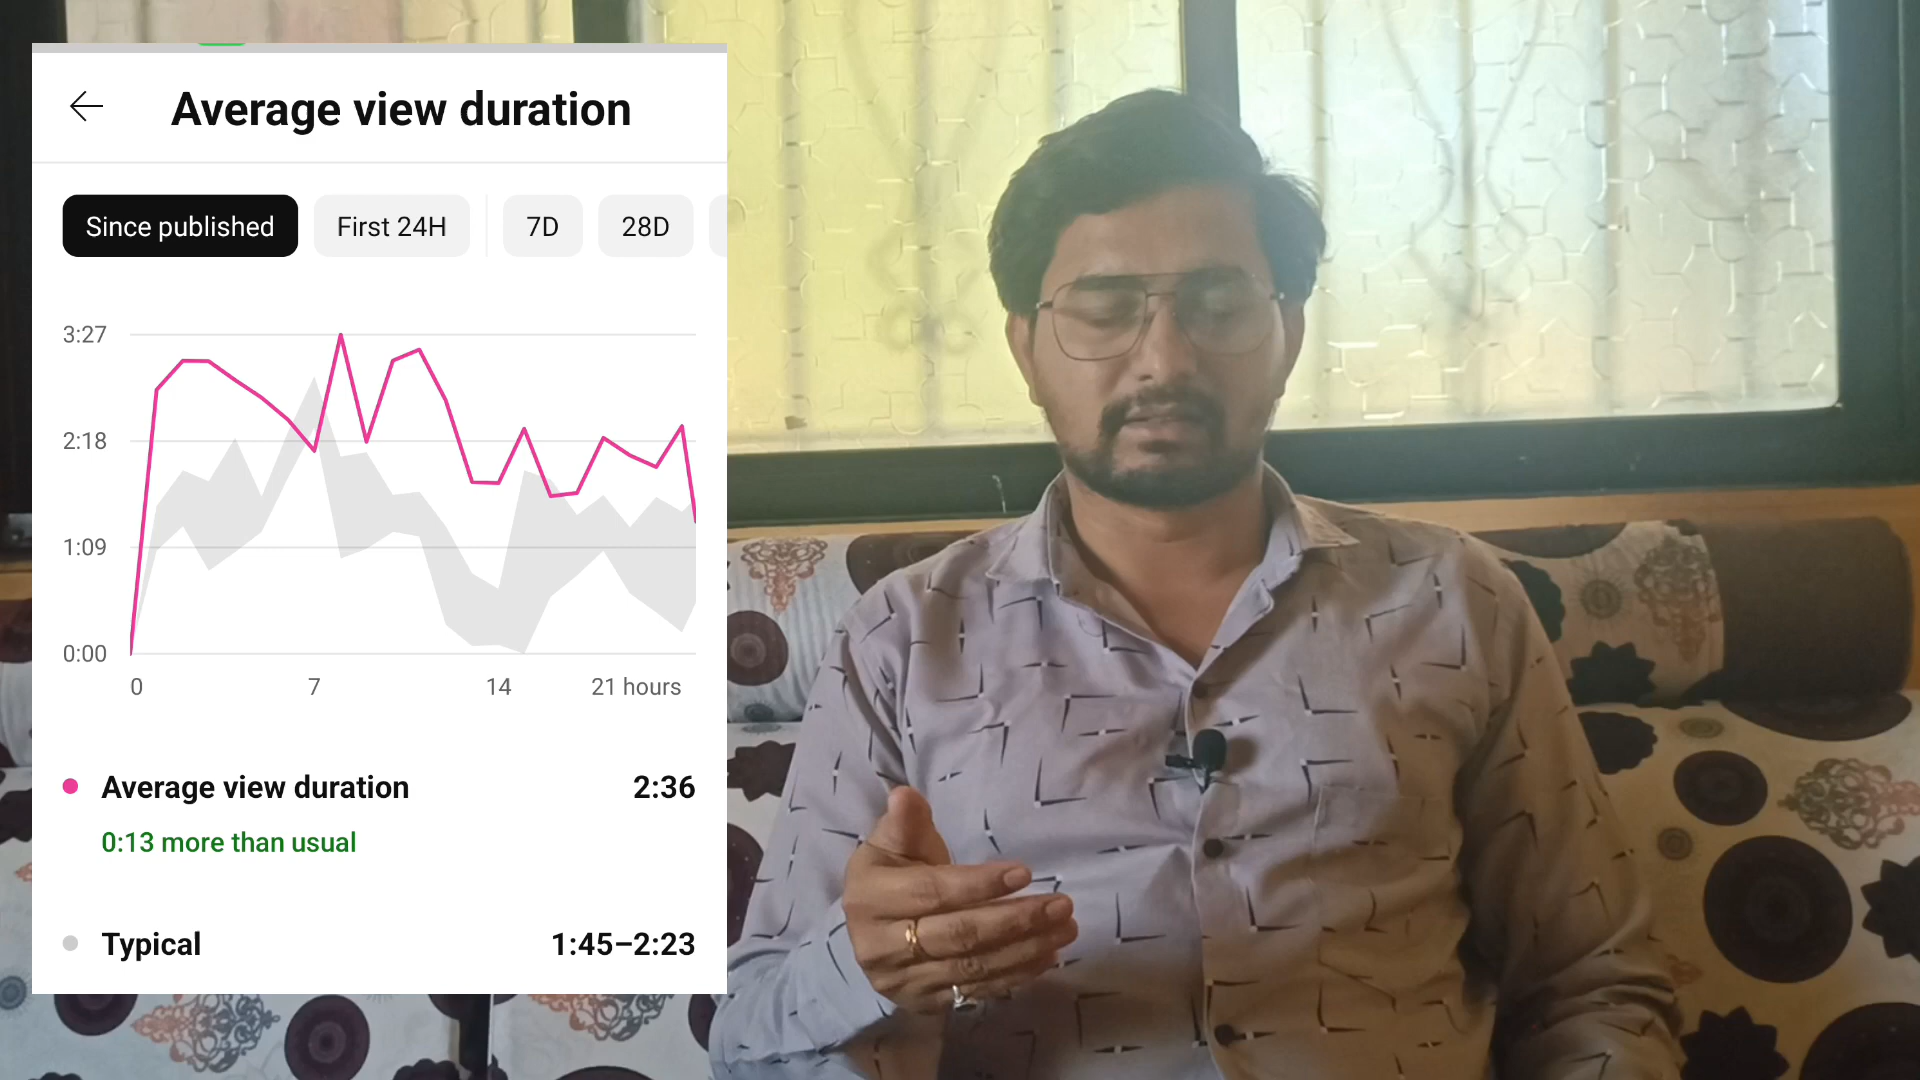 Average view duration
Since published First 24H 7D 28D
3:27
2:18
1:09
0:00
0 7 14 21 hours
Average view duration 2:36
0:13 more than usual
Typical 1:45–2:23